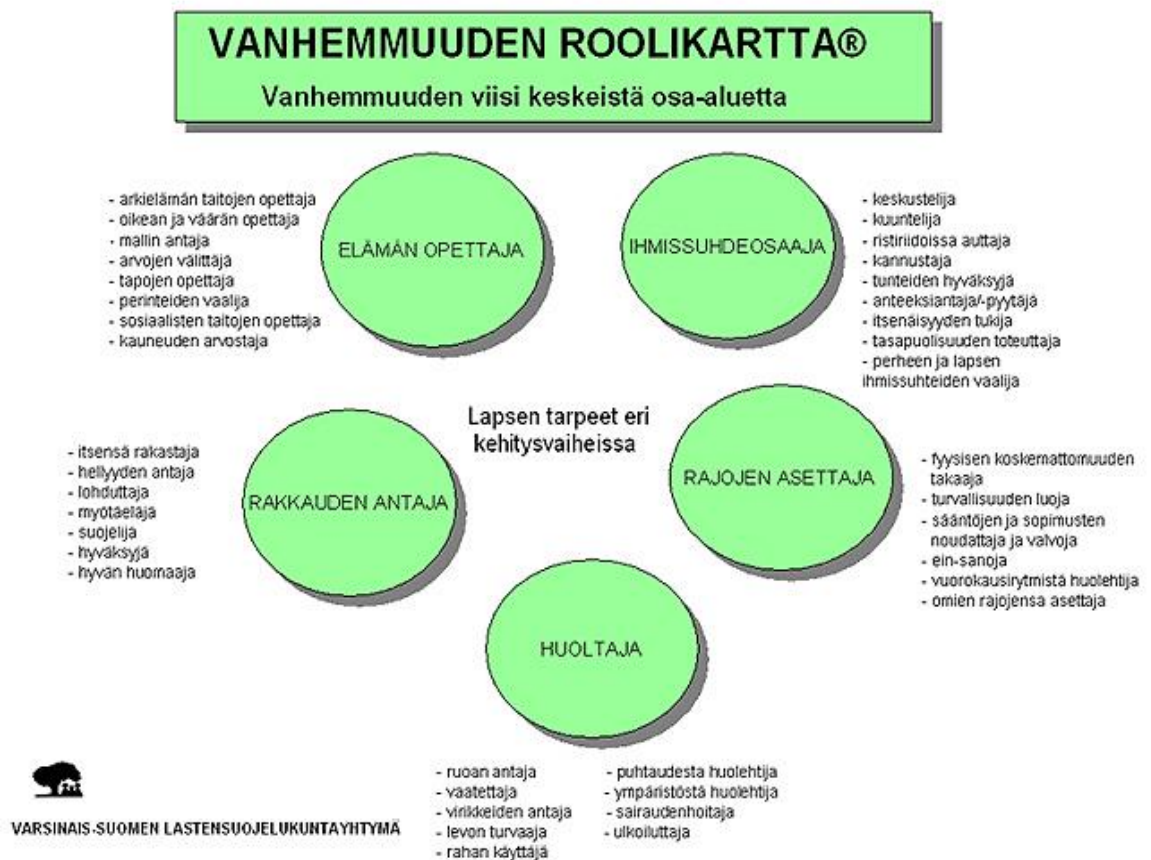 VANHEMMUUDEN ROOLIKARTTA®
Vanhemmuuden viisi keskeistä osa-aluetta
- arkielämän taitojen opettaja
- oikean ja väärän opettaja
- mallin antaja
- arvojen välittäjä
- tapojen opettaja
- perinteiden vaalija
- sosiaalisten taitojen opettaja
- kauneuden arvostaja
ELÄMÄN OPETTAJA
IHMISSUHDEOSAAJA
- keskustelija
- kuuntelija
- ristiriidoissa auttaja
- kannustaja
- tunteiden hyväksyjä
- anteeksiantaja/-pyytäjä
- itsenäisyyden tukija
- tasapuolisuuden toteuttaja
- perheen ja lapsen
ihmissuhteiden vaalija
Lapsen tarpeet eri
kehitysvaiheissa
- itsensä rakastaja
- hellyyden antaja
- lohduttaja
- myötäeläjä
- suojelija
- hyväksyjä
- hyvän huomaaja
RAKKAUDEN ANTAJA
RAJOJEN ASETTAJA
- fyysisen koskemattomuuden
takaaja
- turvallisuuden luoja
- sääntöjen ja sopimusten
noudattaja ja valvoja
- ein-sanoja
- vuorokausirytmistä huolehtija
- omien rajojensa asettaja
HUOLTAJA
- ruoan antaja
- vaatettaja
- virikkeiden antaja
- levon turvaaja
- rahan käyttäjä
- puhtaudesta huolehtija
- ympäristöstä huolehtija
- sairaudenhoitaja
- ulkoiluttaja
VARSINAIS-SUOMEN LASTENSUOJELUKUNTAYHTYMÄ